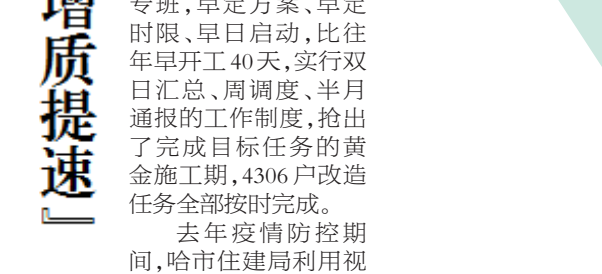 增质提速』
专班,早定方案、早定
时限、早日启动,比往
年早开工40天,实行双
日汇总、周调度、半月
通报的工作制度,抢出
了完成目标任务的黄
金施工期,4306户改造
任务全部按时完成。
去年疫情防控期
间,哈市住建局利用视